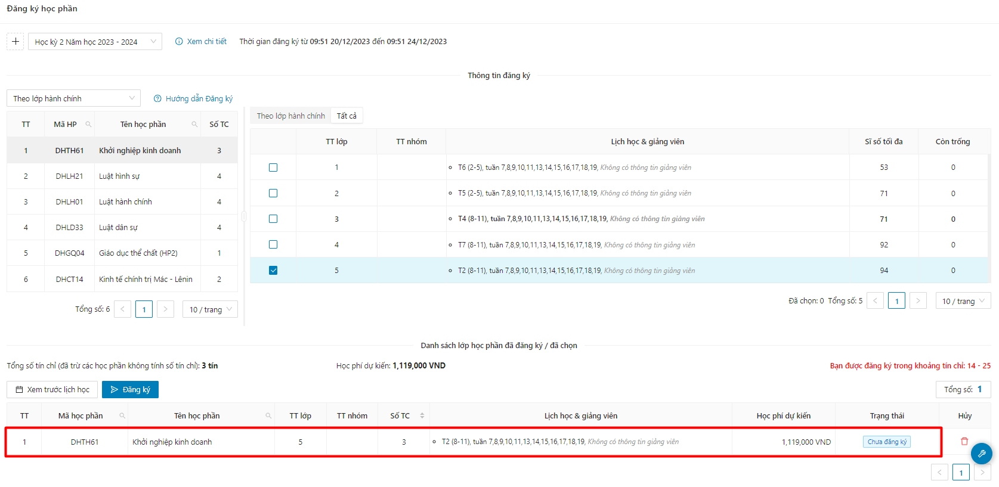 Đăng ký học phần
Học kỳ 2 Năm học 2023 - 2024
Xem chi tiết
Thời gian đăng ký từ 09:51 20/12/2023 đến 09:51 24/12/2023
Thông tin đăng ký
Theo lớp hành chính
Hướng dẫn Đăng ký
TT Mã HP Tên học phần Số TC
1 DHTH61 Khởi nghiệp kinh doanh 3
2 DHLH21 Luật hình sự 4
3 DHLH01 Luật hành chính 4
4 DHLD33 Luật dân sự 4
5 DHGQ04 Giáo dục thể chất (HP2) 1
6 DHCT14 Kinh tế chính trị Mác - Lênin 2
Tổng số: 6 < 1 > 10 / trang
Theo lớp hành chính Tất cả
TT lớp TT nhóm Lịch học & giảng viên Sĩ số tối đa Còn trống
1 T6 (2-5), tuần 7,8,9,10,11,13,14,15,16,17,18,19, Không có thông tin giảng viên 53 0
2 T5 (2-5), tuần 7,8,9,10,11,13,14,15,16,17,18,19, Không có thông tin giảng viên 71 0
3 T4 (8-11), tuần 7,8,9,10,11,13,14,15,16,17,18,19, Không có thông tin giảng viên 71 0
4 T7 (8-11), tuần 7,8,9,10,11,13,14,15,16,17,18,19, Không có thông tin giảng viên 92 0
5 T2 (8-11), tuần 7,8,9,10,11,13,14,15,16,17,18,19, Không có thông tin giảng viên 94 0
Đã chọn: 0 Tổng số: 5 < 1 > 10 / trang
Danh sách lớp học phần đã đăng ký / đã chọn
Tổng số tín chỉ (đã trừ các học phần không tính số tín chỉ): 3 tín
Học phí dự kiến: 1,119,000 VND
Bạn được đăng ký trong khoảng tín chỉ: 14 - 25
Xem trước lịch học
Đăng ký
Tổng số: 1
TT Mã học phần Tên học phần TT lớp TT nhóm Số TC Lịch học & giảng viên Học phí dự kiến Trạng thái Hủy
1 DHTH61 Khởi nghiệp kinh doanh 5 3 T2 (8-11), tuần 7,8,9,10,11,13,14,15,16,17,18,19, Không có thông tin giảng viên 1,119,000 VND Chưa đăng ký
< 1 >